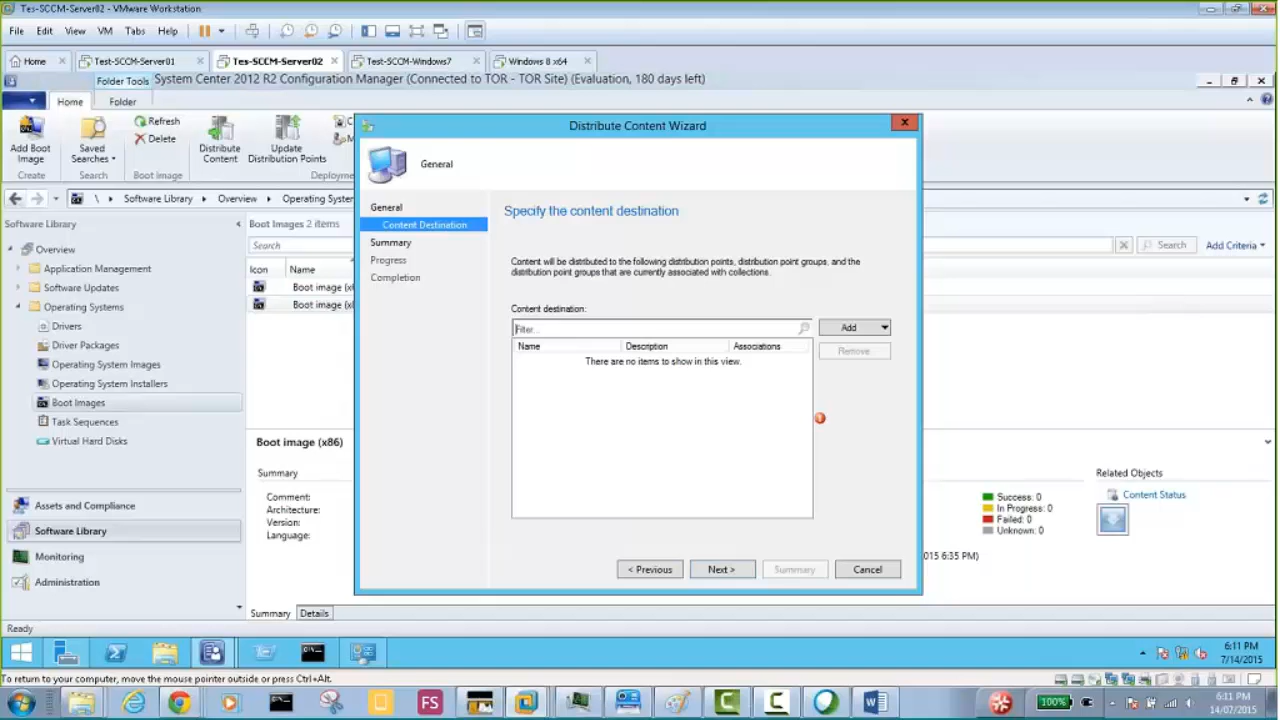 Tes-SCCM-Server02 - VMware Workstation
File Edit View VM Tabs Help
Home Test-SCCM-Server01 Tes-SCCM-Server02 Test-SCCM-Windows7 Windows 8 x64
Folder Tools System Center 2012 R2 Configuration Manager (Connected to TOR - TOR Site) (Evaluation, 180 days left)
Home Folder
Add Boot Image
Saved Searches
Refresh
Delete
Distribute Content
Update Distribution Points
Create Search Boot Image Deployme
\ Software Library Overview Operating System
Software Library
Overview
Application Management
Software Updates
Operating Systems
Drivers
Driver Packages
Operating System Images
Operating System Installers
Boot Images
Task Sequences
Virtual Hard Disks
Assets and Compliance
Software Library
Monitoring
Administration
Boot Images 2 items
Search
Search Add Criteria
Icon Name
Boot image (x
Boot image (x
Boot image (x86)
Summary
Comment:
Architecture:
Version:
Language:
Success: 0
In Progress: 0
Failed: 0
Unknown: 0
015 6:35 PM)
Related Objects
Content Status
Summary Details
Ready
Distribute Content Wizard
General
General
Content Destination
Summary
Progress
Completion
Specify the content destination
Content will be distributed to the following distribution points, distribution point groups, and the
distribution point groups that are currently associated with collections.
Content destination:
Filter...
Add
Remove
Name Description Associations
There are no items to show in this view.
< Previous Next > Summary Cancel
6:11 PM
7/14/2015
To return to your computer, move the mouse pointer outside or press Ctrl+Alt.
FS
100%
6:11 PM
14/07/2015